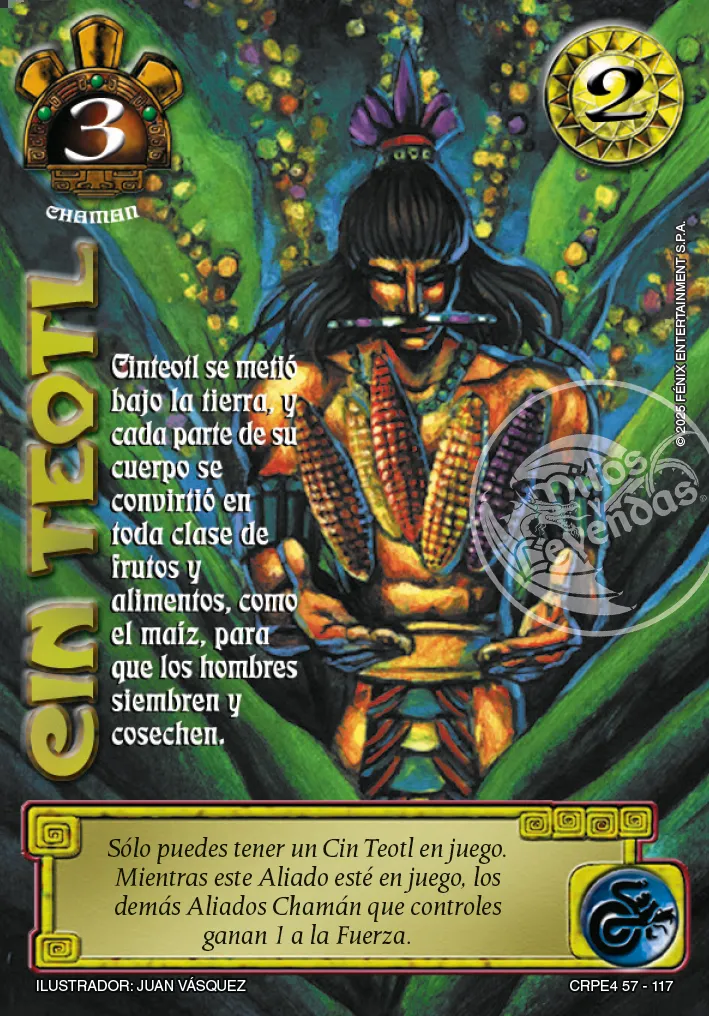 3
2
CHAMAN
CIN TEOTL
Cinteotl se metió
bajo la tierra, y
cada parte de su
cuerpo se
convirtió en
toda clase de
frutos y
alimentos, como
el maíz, para
que los hombres
siembren y
cosechen.
© 2025 FÉNIX ENTERTAINMENT S.P.A.
Mitos
y
Leyendas®
Sólo puedes tener un Cin Teotl en juego.
Mientras este Aliado esté en juego, los
demás Aliados Chamán que controles
ganan 1 a la Fuerza.
ILUSTRADOR: JUAN VÁSQUEZ
CRPE4 57 - 117